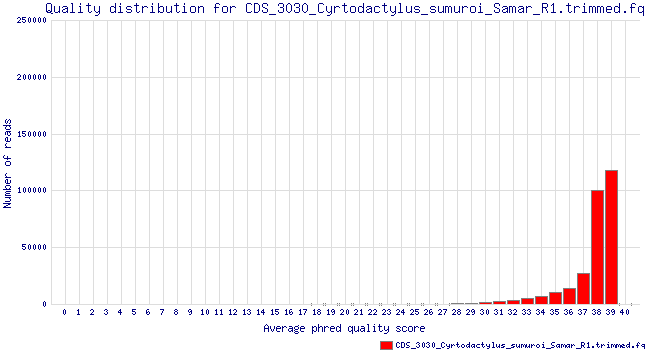 Quality distribution for CDS_3030_Cyrtodactylus_sumuroi_Samar_R1.trimmed.fq
250000
200000
150000
100000
50000
0
Number of reads
0 1 2 3 4 5 6 7 8 9 10 11 12 13 14 15 16 17 18 19 20 21 22 23 24 25 26 27 28 29 30 31 32 33 34 35 36 37 38 39 40
Average phred quality score
CDS_3030_Cyrtodactylus_sumuroi_Samar_R1.trimmed.fq